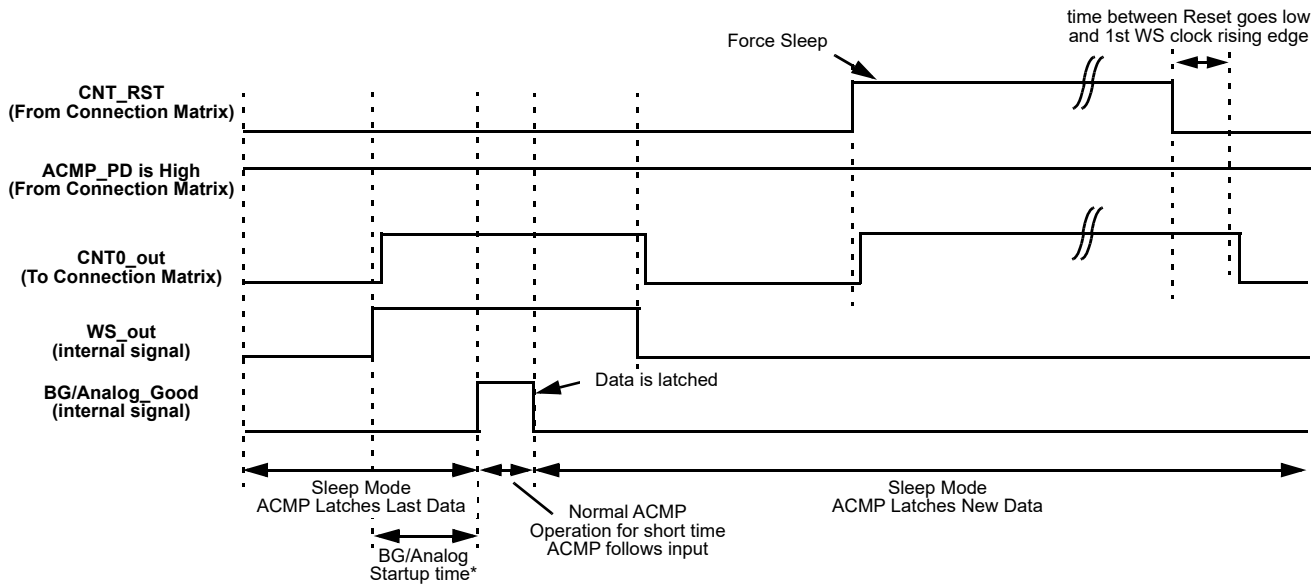 time between Reset goes low
and 1st WS clock rising edge
Force Sleep
CNT_RST
(From Connection Matrix)
ACMP_PD is High
(From Connection Matrix)
CNT0_out
(To Connection Matrix)
WS_out
(internal signal)
BG/Analog_Good
(internal signal)
Data is latched
Sleep Mode
ACMP Latches Last Data
Normal ACMP
Operation for short time
ACMP follows input
Sleep Mode
ACMP Latches New Data
BG/Analog
Startup time*